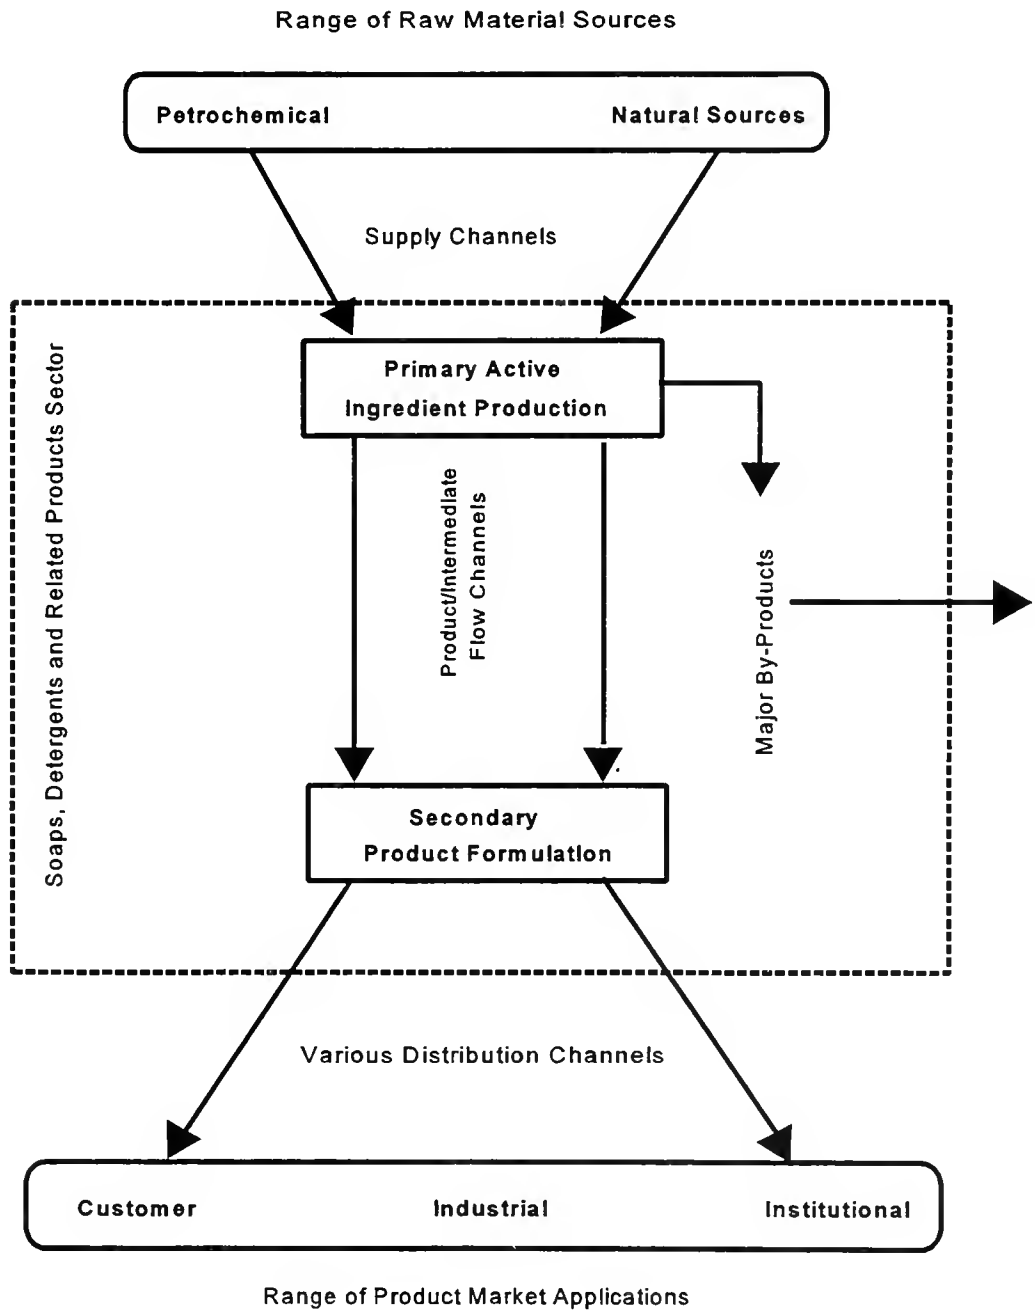 Range of Raw Material Sources
Petrochemical
Natural Sources
Supply Channels
Soaps, Detergents and Related Products Sector
Primary Active
Ingredient Production
Product/Intermediate
Flow Channels
Major By-Products
Secondary
Product Formulation
Various Distribution Channels
Customer
Industrial
Institutional
Range of Product Market Applications